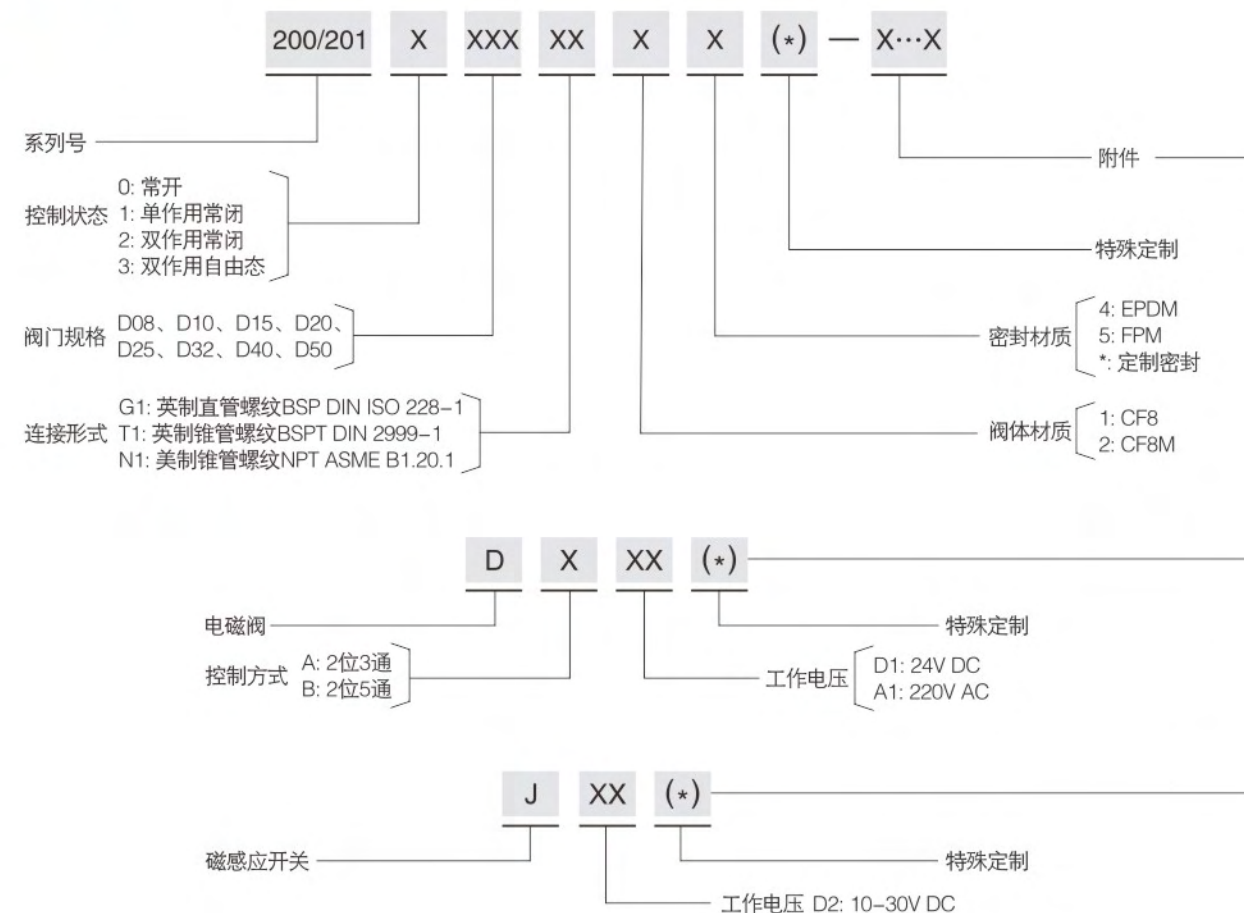 200/201 X XXX XX X X (*) — X…X
系列号
附件
控制状态
0: 常开
1: 单作用常闭
2: 双作用常闭
3: 双作用自由态
特殊定制
阀门规格
D08、D10、D15、D20、
D25、D32、D40、D50
密封材质
4: EPDM
5: FPM
*: 定制密封
连接形式
G1: 英制直管螺纹BSP DIN ISO 228-1
T1: 英制锥管螺纹BSPT DIN 2999-1
N1: 美制锥管螺纹NPT ASME B1.20.1
阀体材质
1: CF8
2: CF8M
D X XX (*)
电磁阀
特殊定制
控制方式
A: 2位3通
B: 2位5通
工作电压
D1: 24V DC
A1: 220V AC
J XX (*)
磁感应开关
特殊定制
工作电压 D2: 10-30V DC